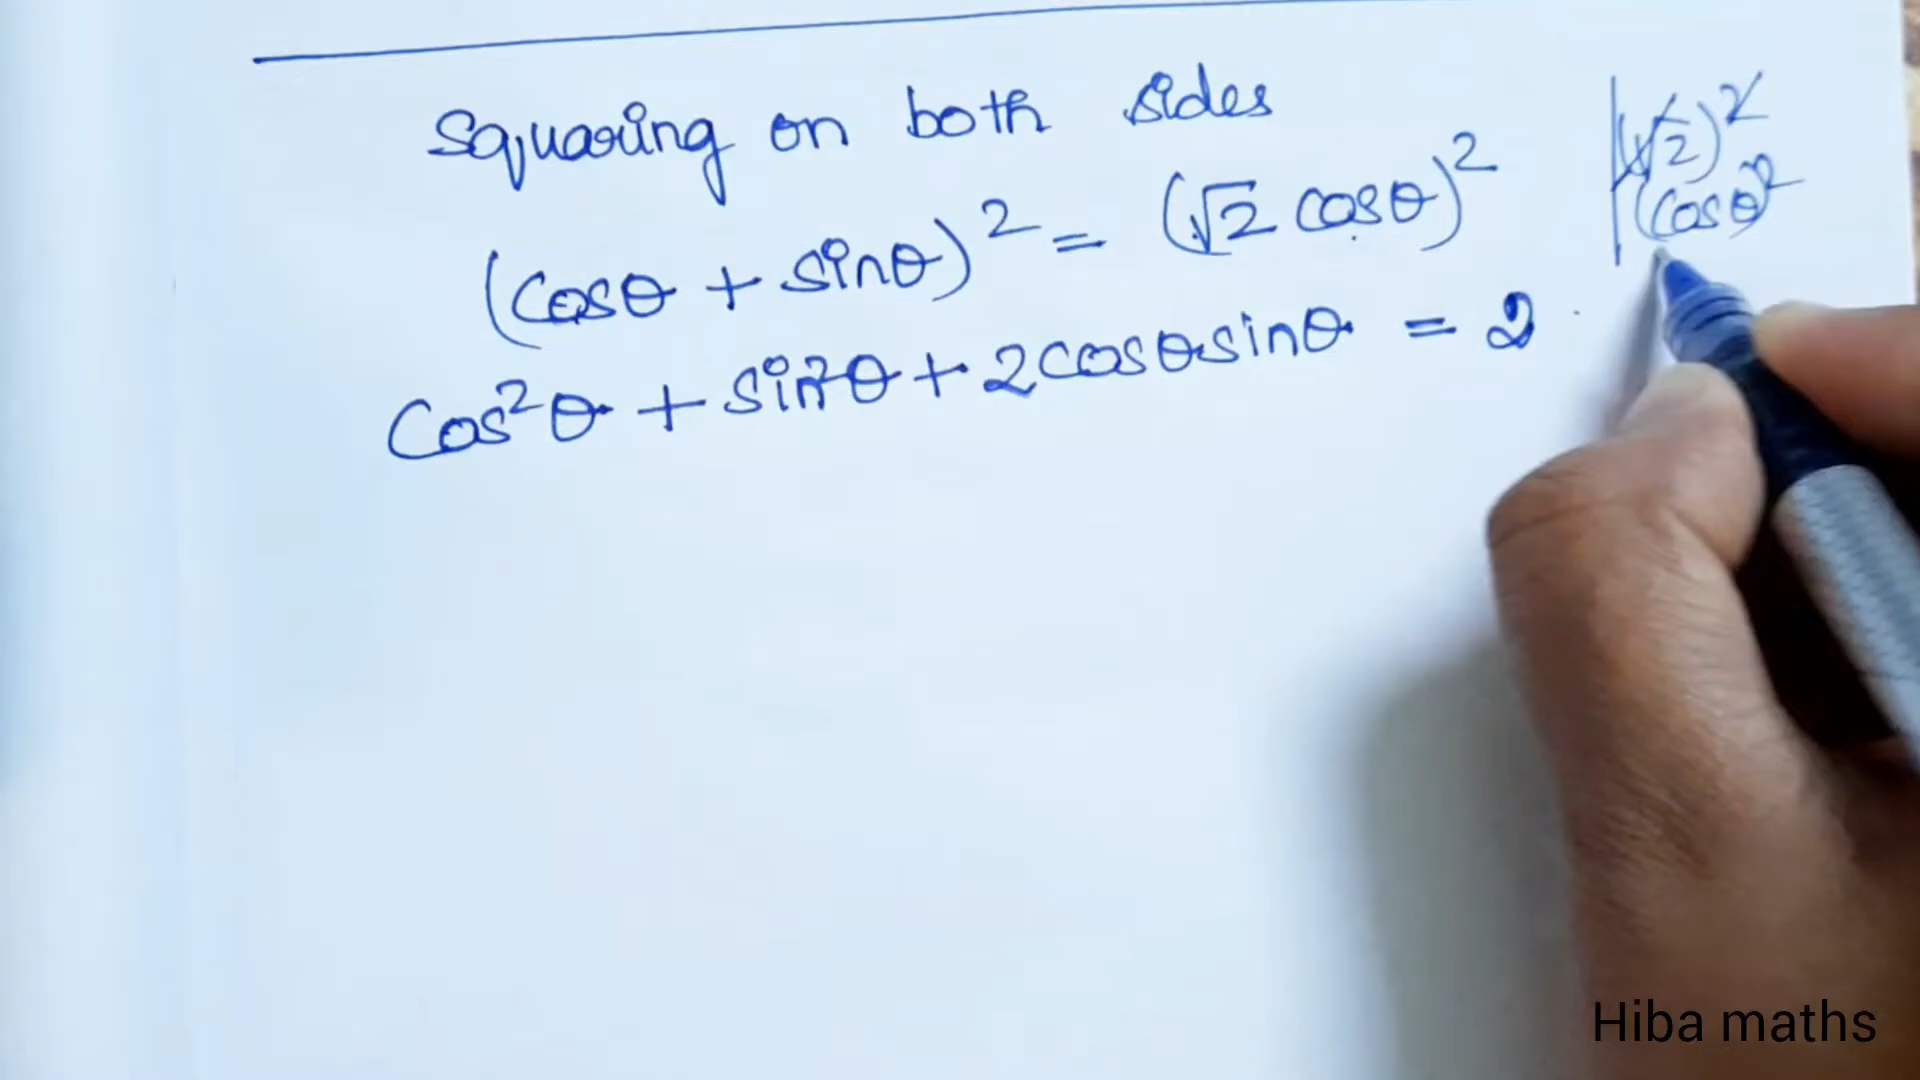 Squaring on both sides
(cosθ + sinθ)² = (√2 cosθ)²
Cos²θ + sin²θ + 2cosθsinθ = 2
(√2)²
(cosθ)²
Hiba maths